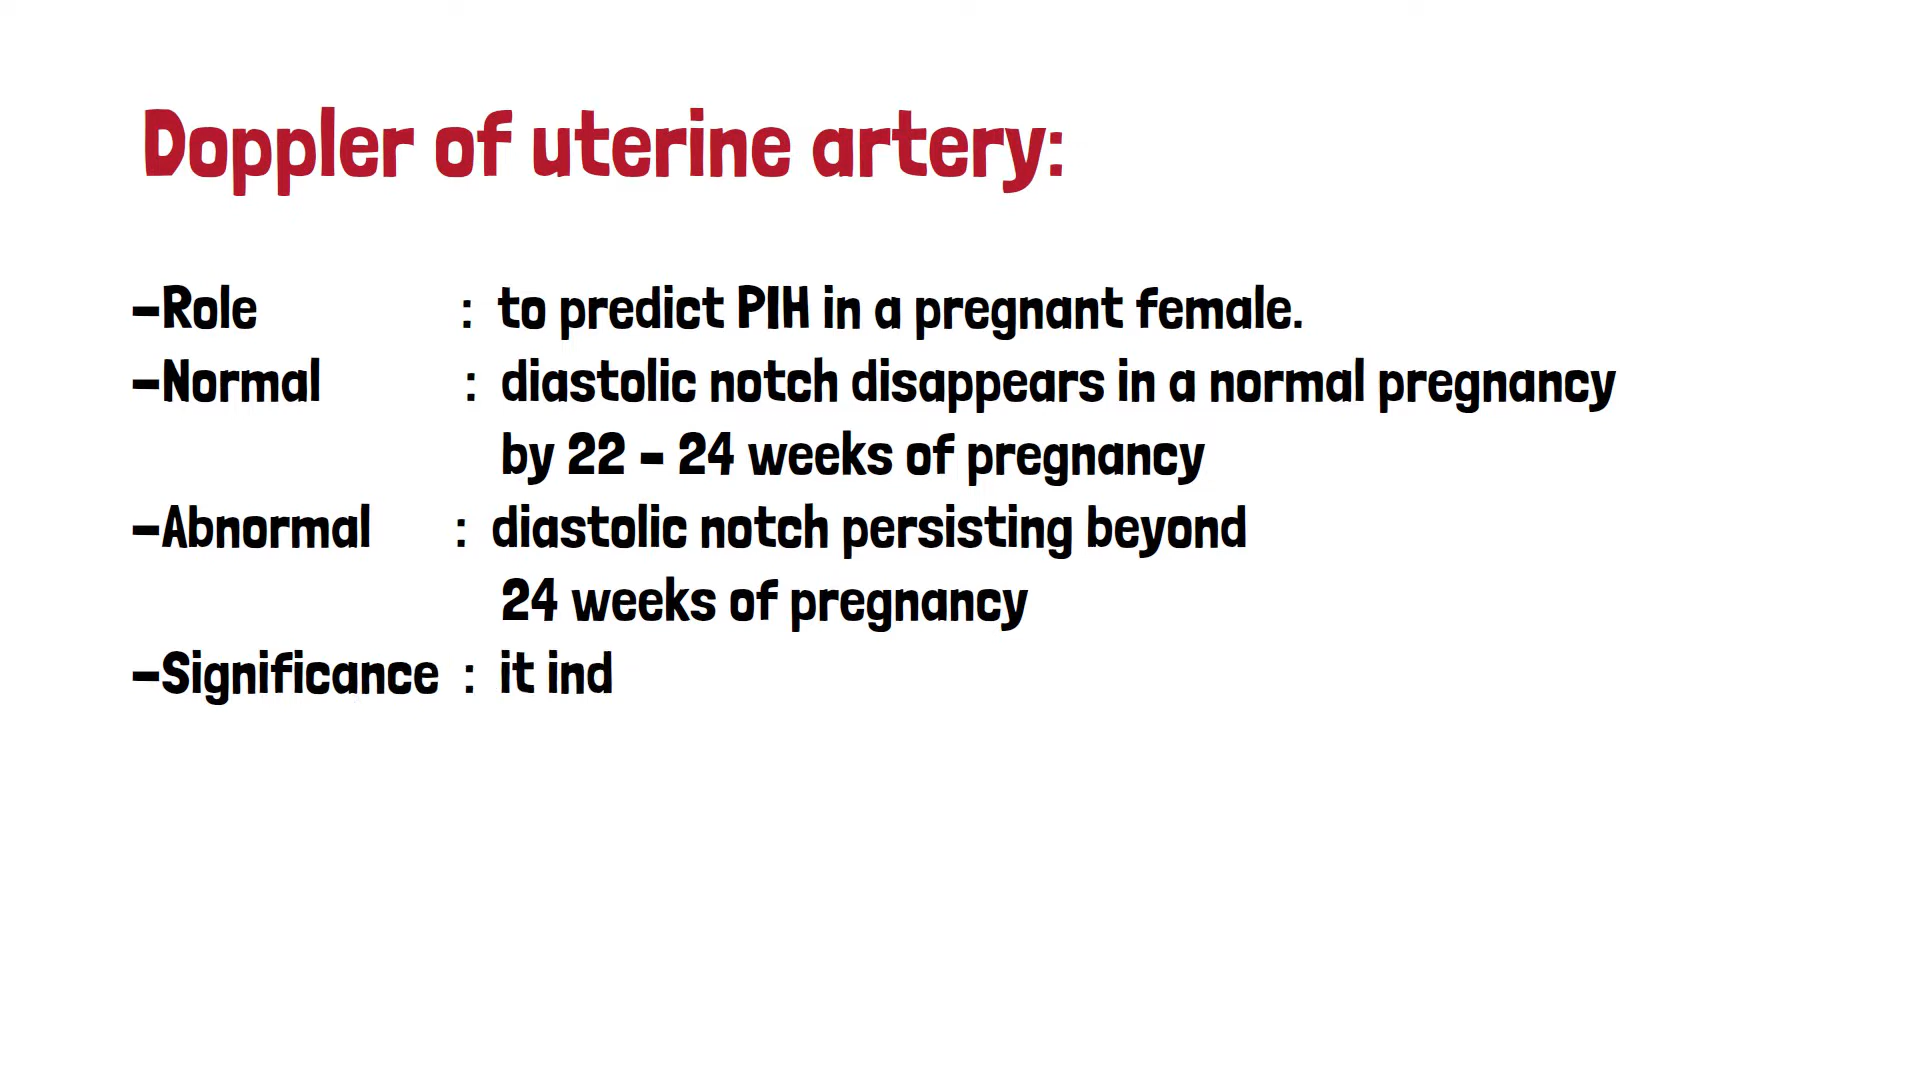 Doppler of uterine artery:
-Role : to predict PIH in a pregnant female.
-Normal : diastolic notch disappears in a normal pregnancy
by 22 - 24 weeks of pregnancy
-Abnormal : diastolic notch persisting beyond
24 weeks of pregnancy
-Significance : it ind